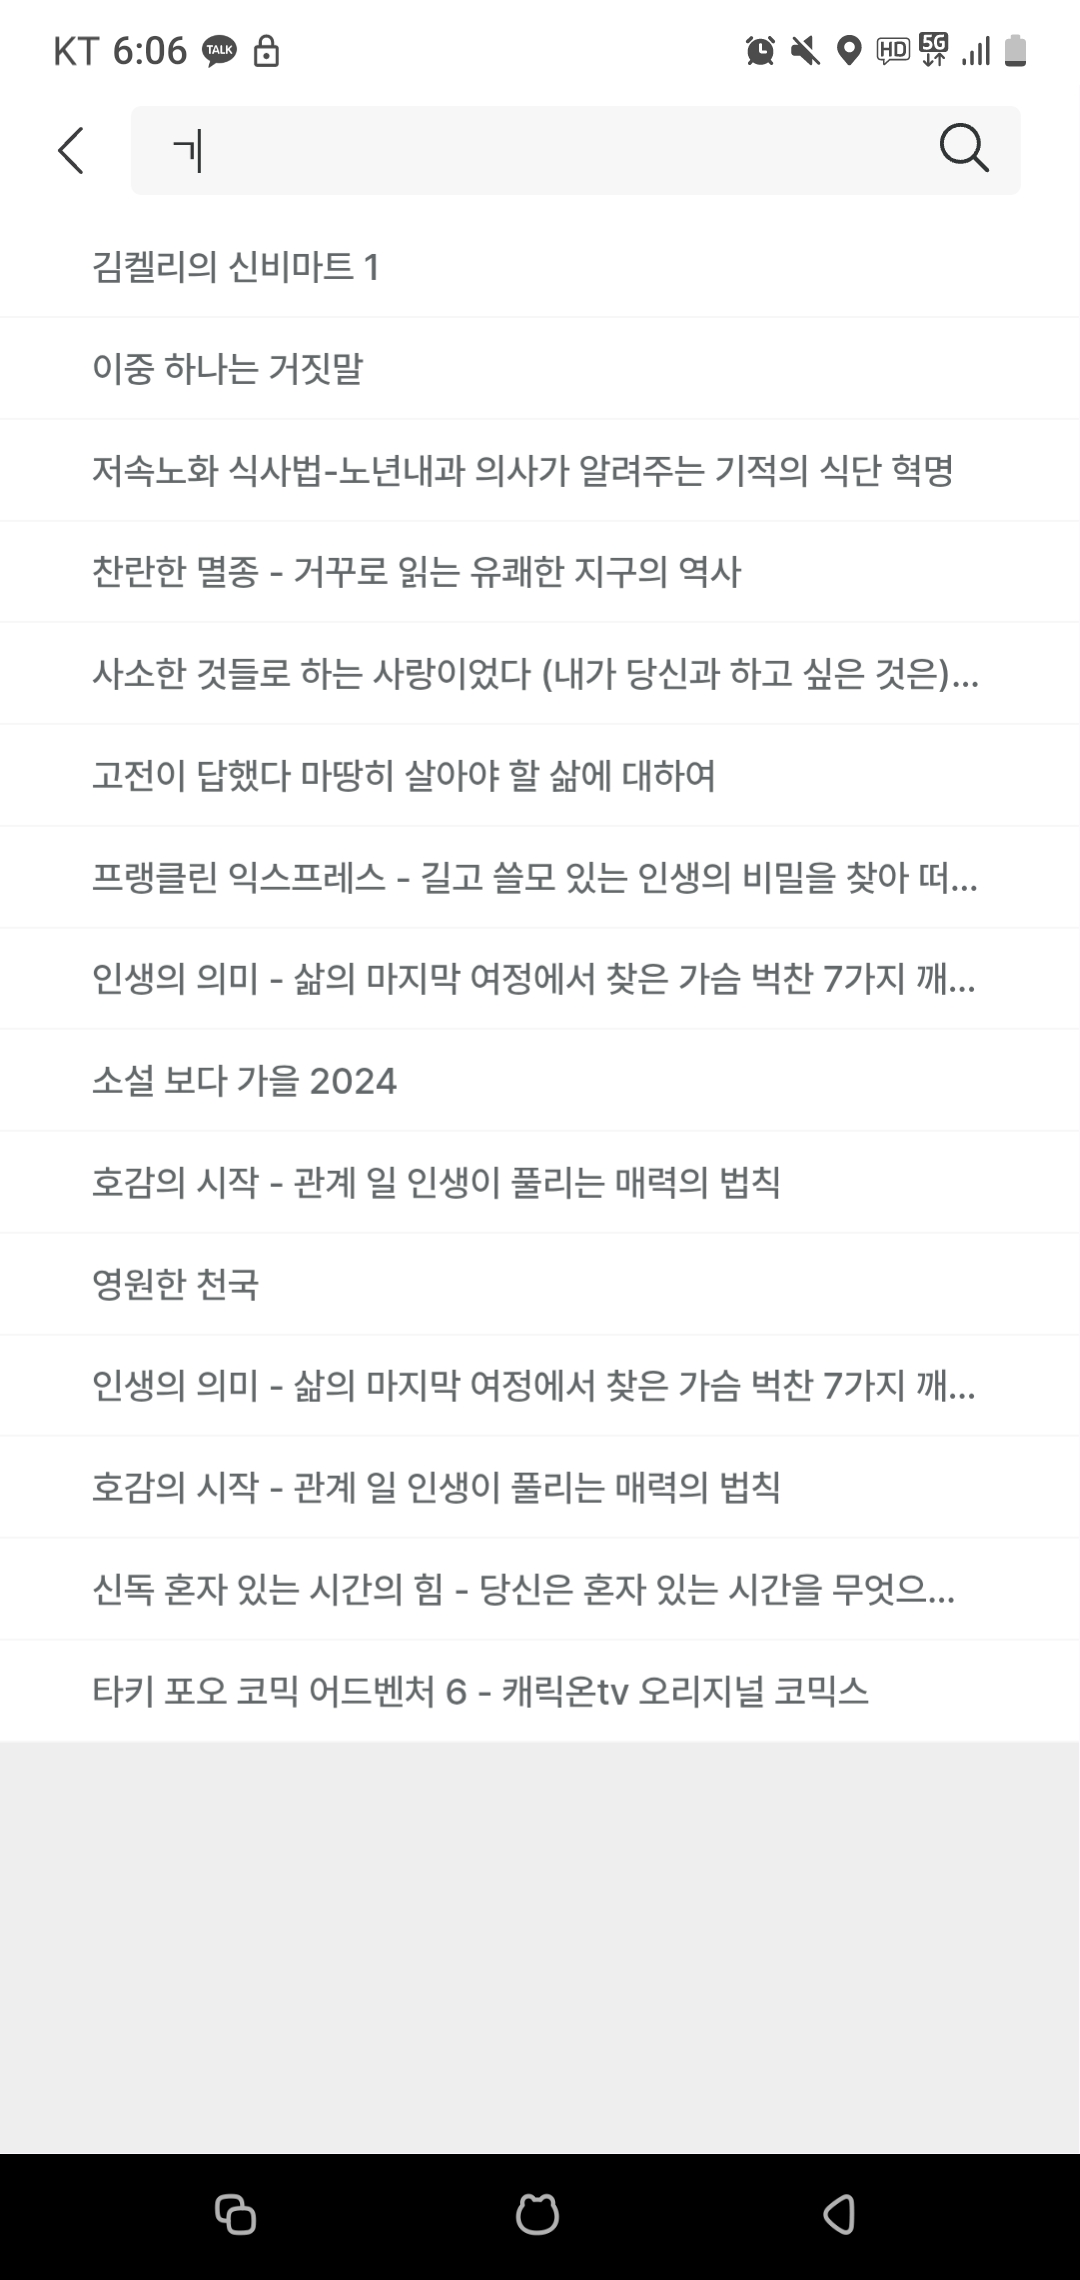 KT 6:06 TALK HD 5G
ㄱ
김켈리의 신비마트 1
이중 하나는 거짓말
저속노화 식사법-노년내과 의사가 알려주는 기적의 식단 혁명
찬란한 멸종 - 거꾸로 읽는 유쾌한 지구의 역사
사소한 것들로 하는 사랑이었다 (내가 당신과 하고 싶은 것은)...
고전이 답했다 마땅히 살아야 할 삶에 대하여
프랭클린 익스프레스 - 길고 쓸모 있는 인생의 비밀을 찾아 떠...
인생의 의미 - 삶의 마지막 여정에서 찾은 가슴 벅찬 7가지 깨...
소설 보다 가을 2024
호감의 시작 - 관계 일 인생이 풀리는 매력의 법칙
영원한 천국
인생의 의미 - 삶의 마지막 여정에서 찾은 가슴 벅찬 7가지 깨...
호감의 시작 - 관계 일 인생이 풀리는 매력의 법칙
신독 혼자 있는 시간의 힘 - 당신은 혼자 있는 시간을 무엇으...
타키 포오 코믹 어드벤처 6 - 캐릭온tv 오리지널 코믹스